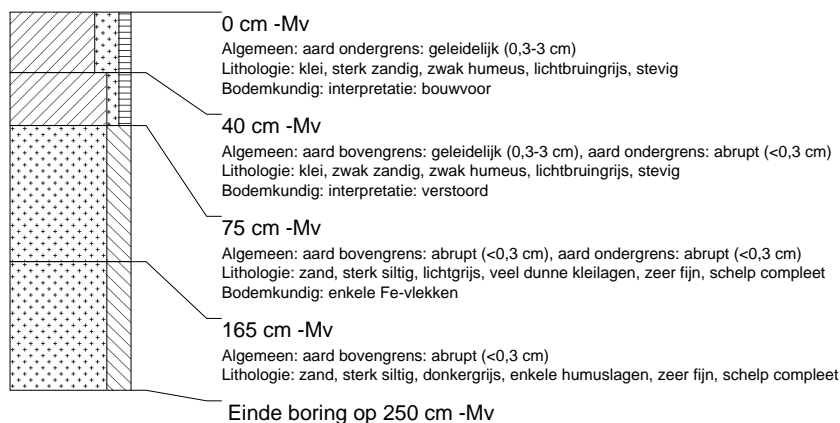 0 cm -Mv
Algemeen: aard ondergrens: geleidelijk (0,3-3 cm)
Lithologie: klei, sterk zandig, zwak humeus, lichtbruingrijs, stevig
Bodemkundig: interpretatie: bouwvoor
40 cm -Mv
Algemeen: aard bovengrens: geleidelijk (0,3-3 cm), aard ondergrens: abrupt (<0,3 cm)
Lithologie: klei, zwak zandig, zwak humeus, lichtbruingrijs, stevig
Bodemkundig: interpretatie: verstoord
75 cm -Mv
Algemeen: aard bovengrens: abrupt (<0,3 cm), aard ondergrens: abrupt (<0,3 cm)
Lithologie: zand, sterk siltig, lichtgrijs, veel dunne kleilagen, zeer fijn, schelp compleet
Bodemkundig: enkele Fe-vlekken
165 cm -Mv
Algemeen: aard bovengrens: abrupt (<0,3 cm)
Lithologie: zand, sterk siltig, donkergrijs, enkele humuslagen, zeer fijn, schelp compleet
Einde boring op 250 cm -Mv